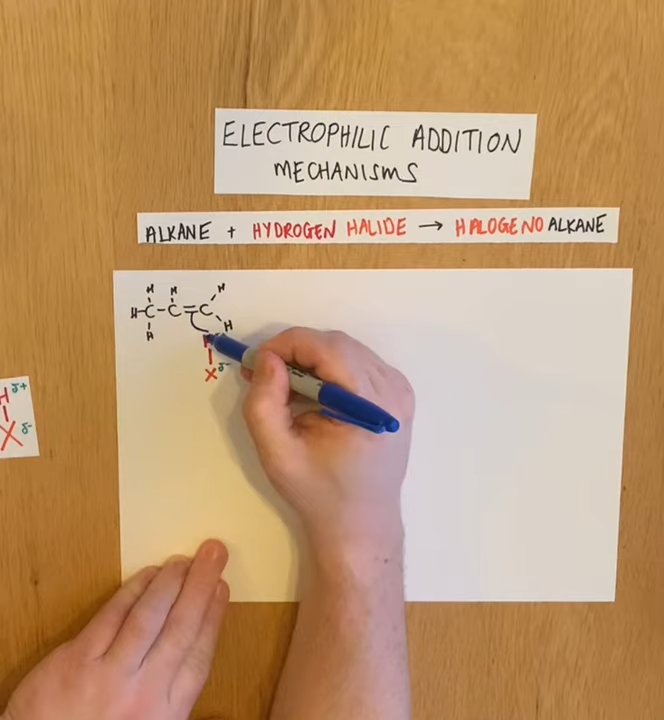 ELECTROPHILIC ADDITION
MECHANISMS
ALKANE + HYDROGEN HALIDE → HALOGENOALKANE
H H H
H-C-C=C
H H
H
X δ-
H δ+
X δ-